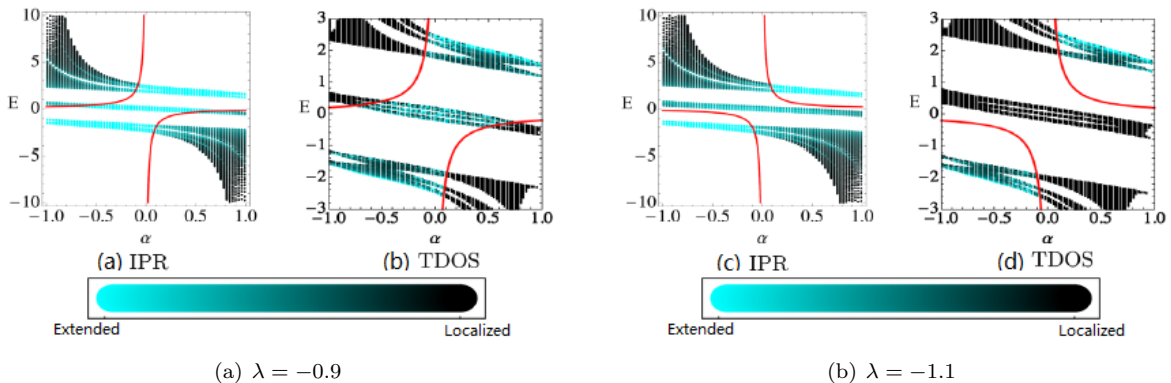 10
5
E 0
−5
−10
−1.0 −0.5 0.0 0.5 1.0
α
(a) IPR
3
2
1
E 0
−1
−2
−3
−1.0 −0.5 0.0 0.5 1.0
α
(b) TDOS
Extended Localized
(a) λ = −0.9
10
5
E 0
−5
−10
−1.0 −0.5 0.0 0.5 1.0
α
(c) IPR
3
2
1
E 0
−1
−2
−3
−1.0 −0.5 0.0 0.5 1.0
α
(d) TDOS
Extended Localized
(b) λ = −1.1